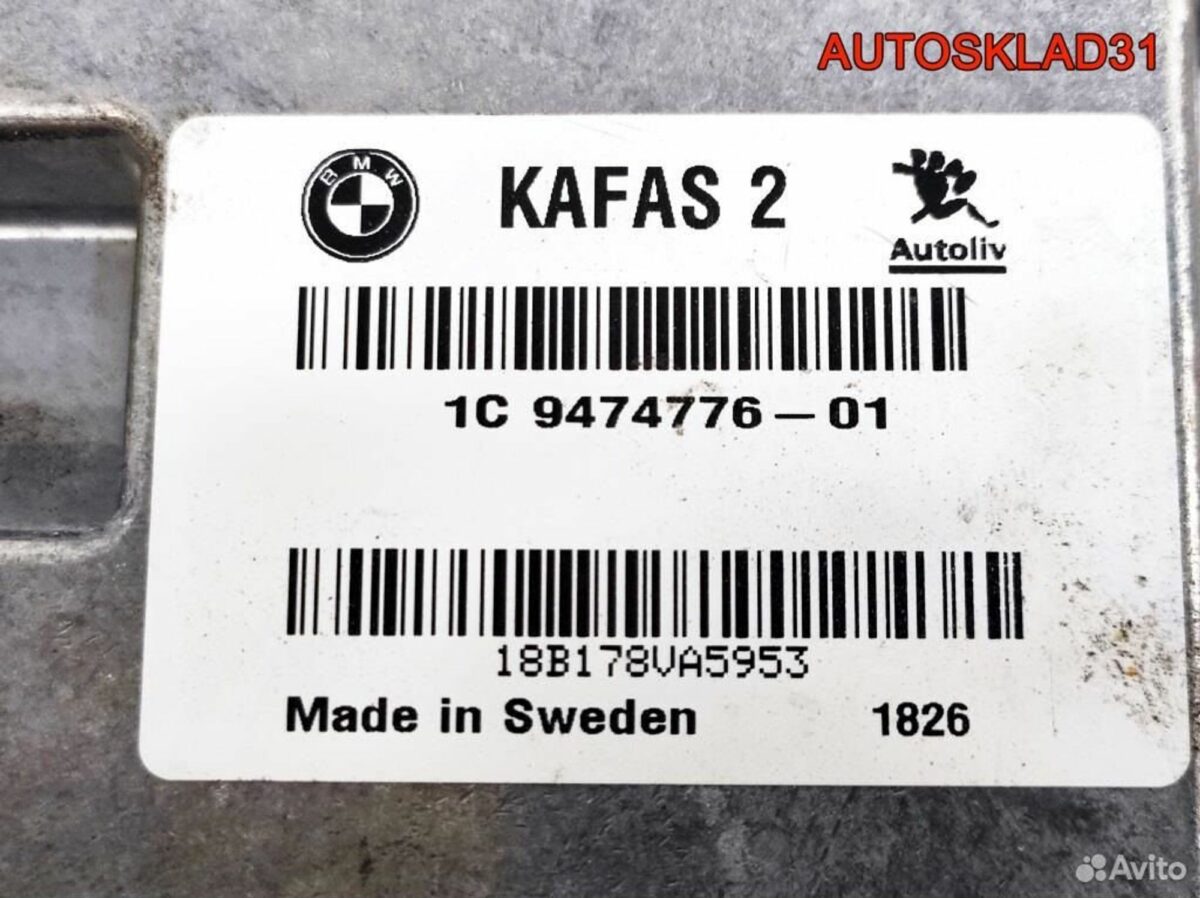 AUTOSKLAD31
BMW
KAFAS 2
Autoliv
1C 9474776-01
18B178VA5953
Made in Sweden 1826
Avito